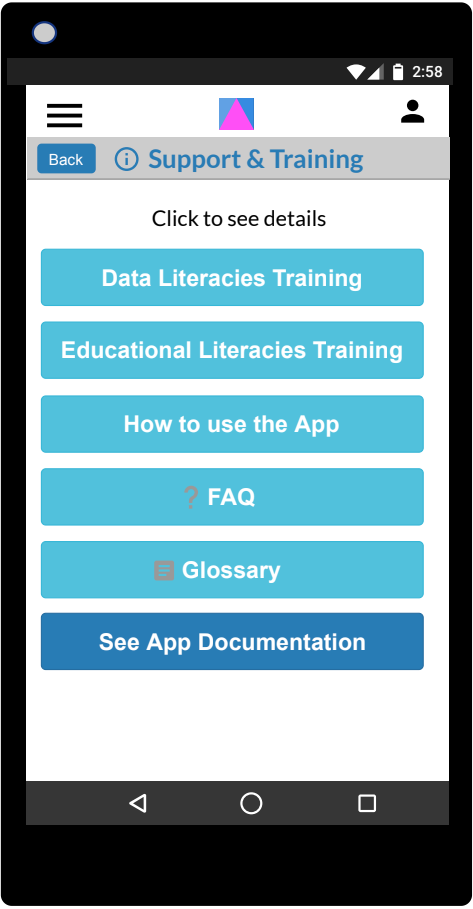 2:58
Back
Support & Training
Click to see details
Data Literacies Training
Educational Literacies Training
How to use the App
? FAQ
Glossary
See App Documentation